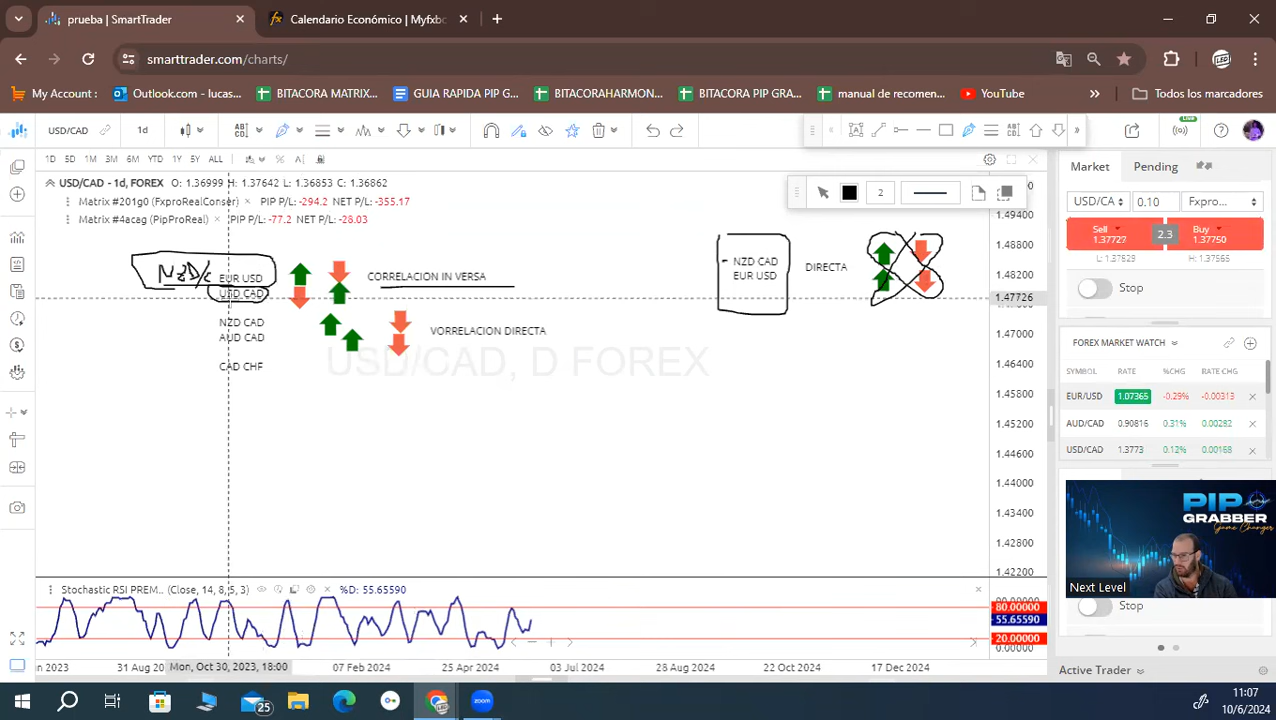 prueba | SmartTrader
Calendario Económico | Myfxbo
smarttrader.com/charts/
My Account :
Outlook.com - lucas...
BITACORA MATRIX...
GUIA RAPIDA PIP G...
BITACORAHARMON...
BITACORA PIP GRA...
manual de recomen...
YouTube
Todos los marcadores
USD/CAD
1d
LIVE
1D 5D 1M 3M 6M YTD 1Y 5Y ALL
USD/CAD - 1d, FOREX O: 1.36999 H: 1.37642 L: 1.36853 C: 1.36862
Matrix #201g0 (FxproRealConser) PIP P/L: -294.2 NET P/L: -355.17
Matrix #4acag (PipProReal) PIP P/L: -77.2 NET P/L: -28.03
2
NZD/c
EUR USD
USD CAD
CORRELACION IN VERSA
NZD CAD
AUD CAD
VORRELACION DIRECTA
CAD CHF
- NZD CAD
EUR USD
DIRECTA
USD/CAD, D FOREX
1.49400
1.48800
1.48200
1.47726
1.47000
1.46400
1.45800
1.45200
1.44600
1.44000
1.43400
1.42800
1.42200
Stochastic RSI PREM.. (Close, 14, 8, 5, 3) %D: 55.65590
80.00000
55.65590
20.00000
0.00000
31 Aug 20
Mon, Oct 30, 2023, 18:00
07 Feb 2024
25 Apr 2024
03 Jul 2024
28 Aug 2024
22 Oct 2024
17 Dec 2024
Market
Pending
USD/CA
0.10
Fxpro...
Sell
1.37727
2.3
Buy
1.37750
Stop
FOREX MARKET WATCH
SYMBOL RATE %CHG RATE CHG
EUR/USD 1.07365 -0.29% -0.00313
AUD/CAD 0.90816 0.31% 0.00282
USD/CAD 1.3773 0.12% 0.00168
PIP
GRABBER
Game Changer
Next Level
Stop
Active Trader
25
zoom
11:07
10/6/2024